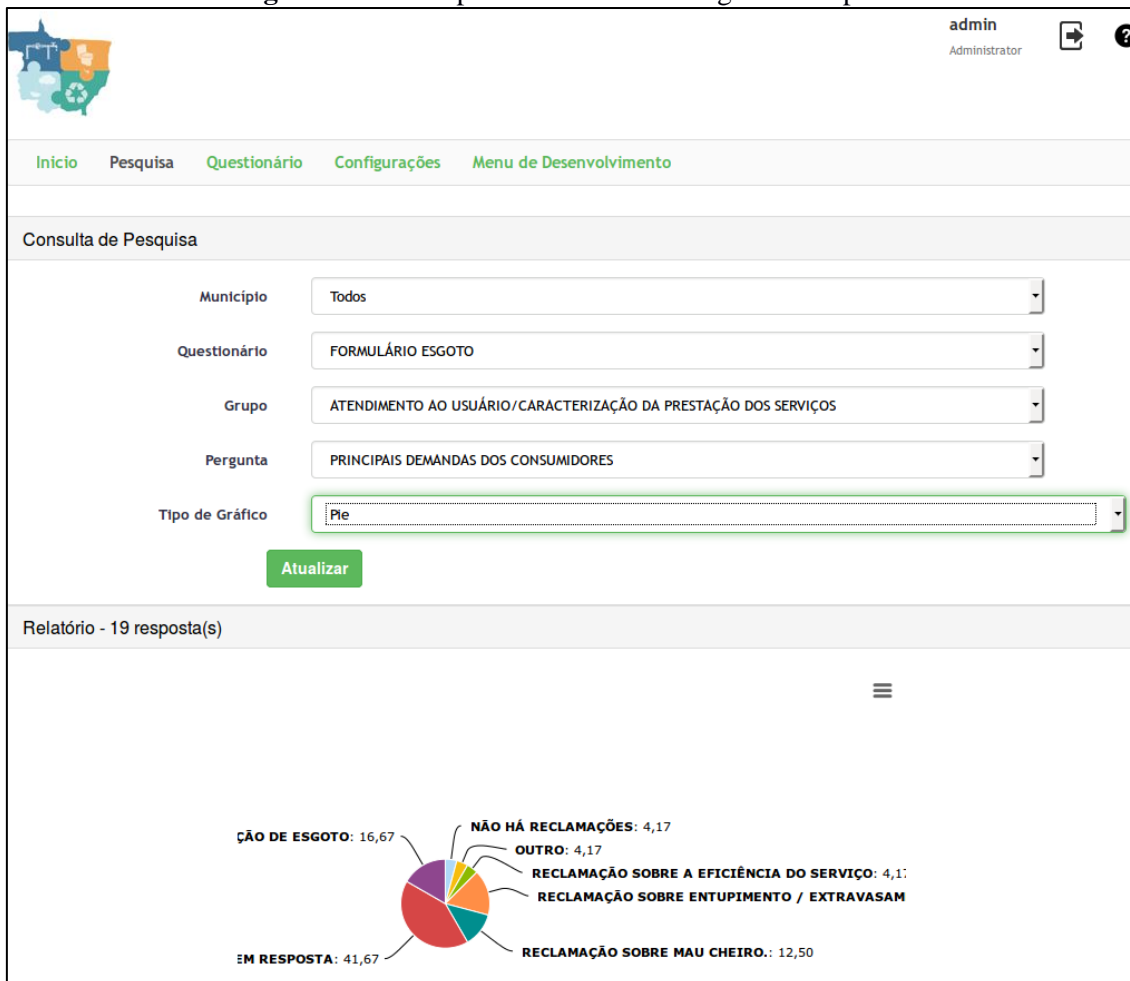 admin
Administrator
Inicio Pesquisa Questionário Configurações Menu de Desenvolvimento
Consulta de Pesquisa
Município Todos
Questionário FORMULÁRIO ESGOTO
Grupo ATENDIMENTO AO USUÁRIO/CARACTERIZAÇÃO DA PRESTAÇÃO DOS SERVIÇOS
Pergunta PRINCIPAIS DEMANDAS DOS CONSUMIDORES
Tipo de Gráfico Pie
Atualizar
Relatório - 19 resposta(s)
ÇÃO DE ESGOTO: 16,67
NÃO HÁ RECLAMAÇÕES: 4,17
OUTRO: 4,17
RECLAMAÇÃO SOBRE A EFICIÊNCIA DO SERVIÇO: 4,17
RECLAMAÇÃO SOBRE ENTUPIMENTO / EXTRAVASAM
RECLAMAÇÃO SOBRE MAU CHEIRO.: 12,50
EM RESPOSTA: 41,67